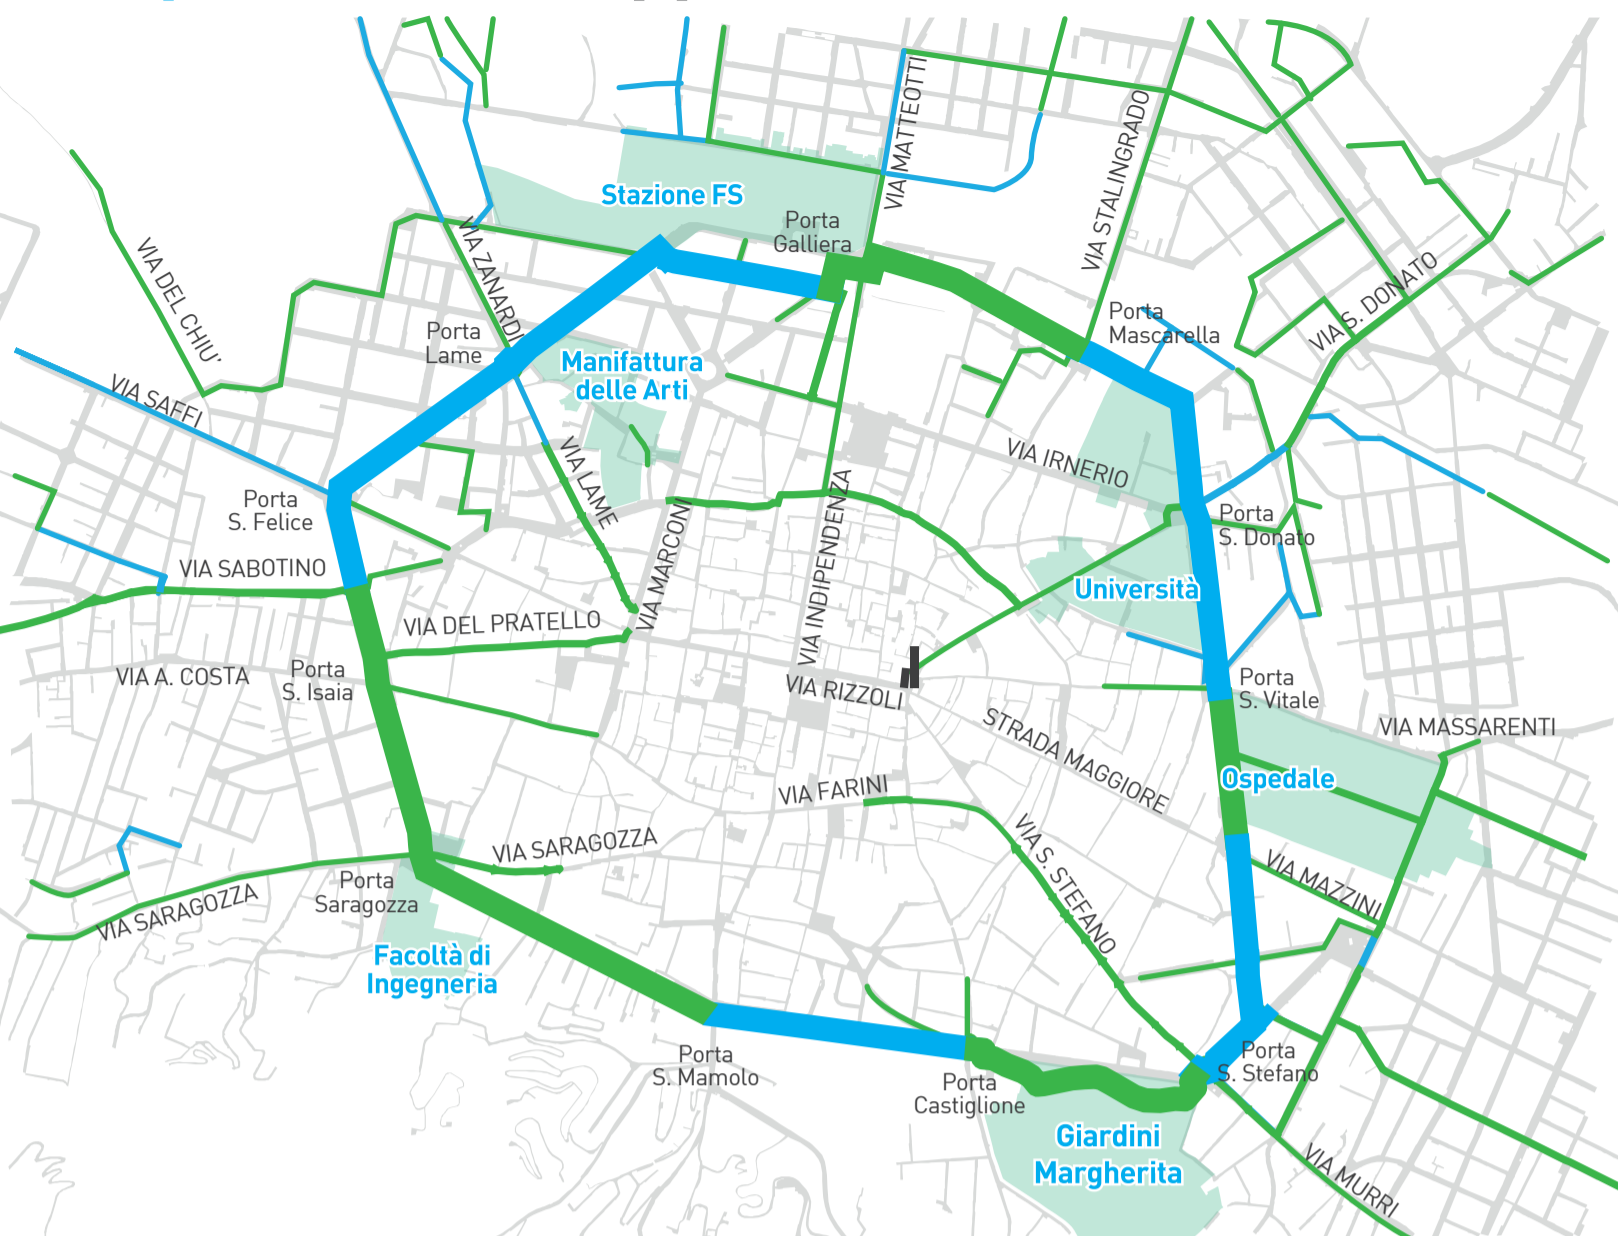 VIA MATTEOTTI
VIA STALINGRADO
Stazione FS
Porta
Galliera
VIA DEL CHIU'
VIA ZANARDI
VIA S. DONATO
Porta
Mascarella
Porta
Lame
Manifattura
delle Arti
VIA SAFFI
VIA IRNERIO
VIA LAME
Porta
S. Felice
VIA MARCONI
VIA INDIPENDENZA
Porta
S. Donato
VIA SABOTINO
Università
VIA DEL PRATELLO
VIA A. COSTA
Porta
S. Isaia
VIA RIZZOLI
Porta
S. Vitale
STRADA MAGGIORE
VIA MASSARENTI
Ospedale
VIA FARINI
VIA SARAGOZZA
VIA S. STEFANO
VIA MAZZINI
Porta
Saragozza
VIA SARAGOZZA
Facoltà di
Ingegneria
Porta
S. Mamolo
Porta
Castiglione
Porta
S. Stefano
Giardini
Margherita
VIA MURRI